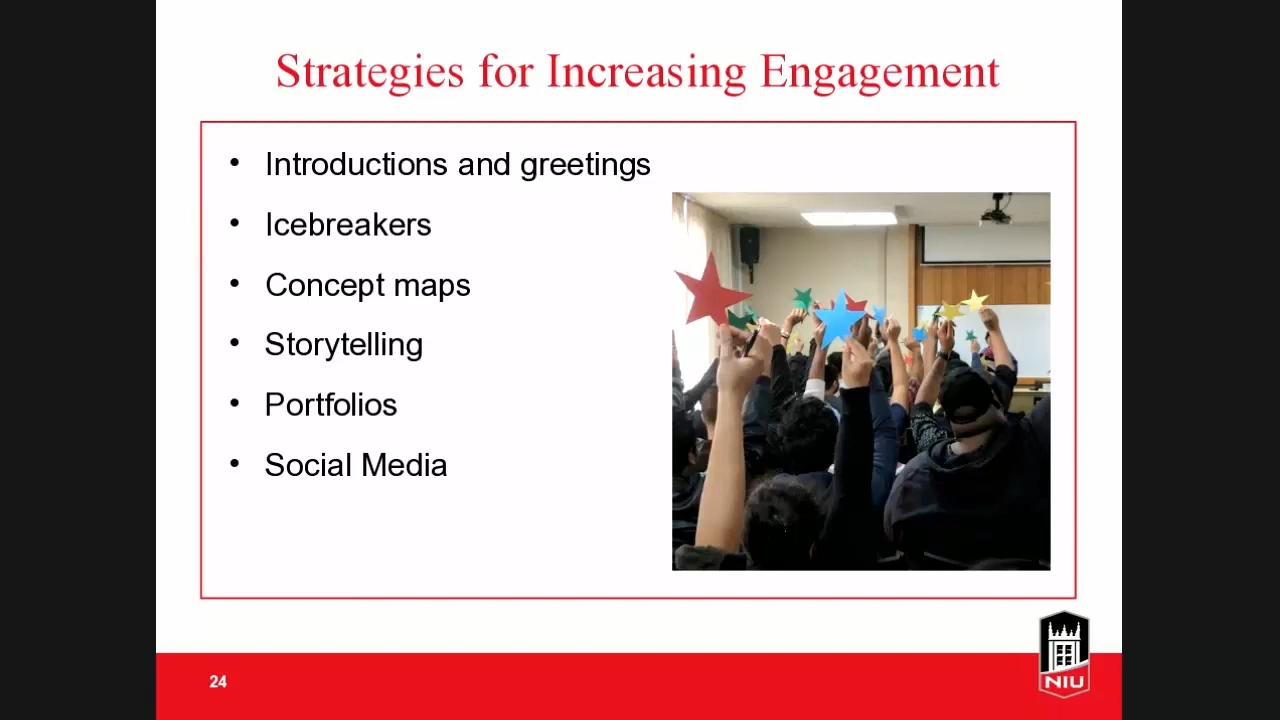 Strategies for Increasing Engagement
• Introductions and greetings
• Icebreakers
• Concept maps
• Storytelling
• Portfolios
• Social Media
24
NIU